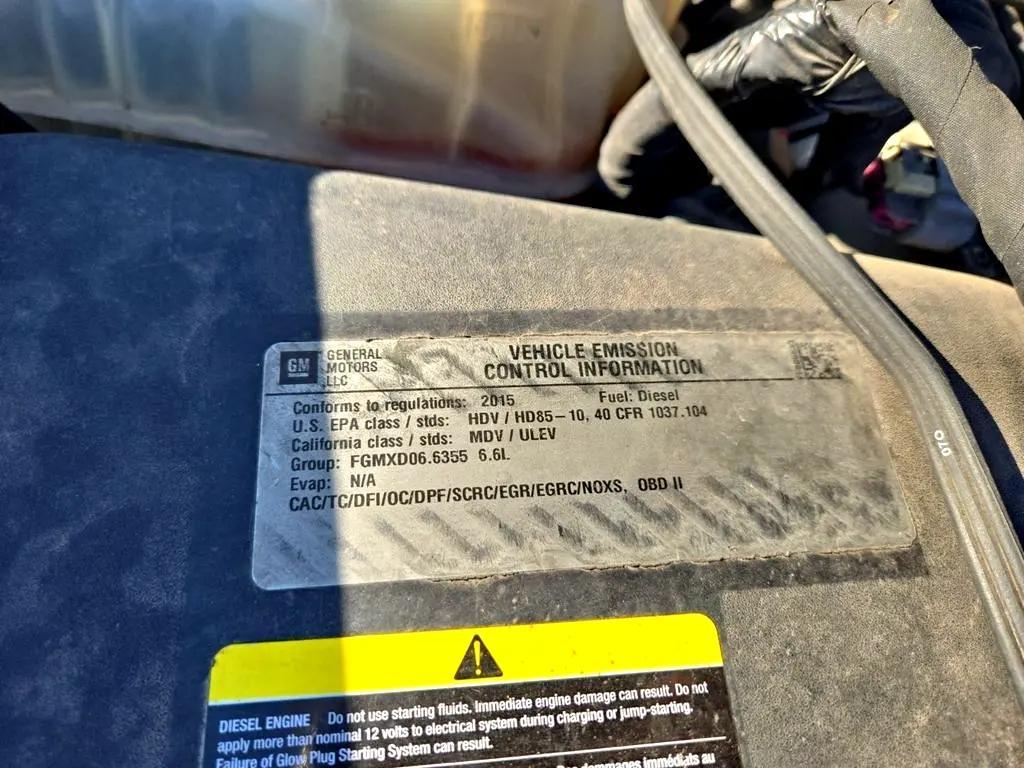 GM
GENERAL
MOTORS
LLC
VEHICLE EMISSION
CONTROL INFORMATION
Conforms to regulations: 2015 Fuel: Diesel
U.S. EPA class / stds: HDV / HD85-10, 40 CFR 1037.104
California class / stds: MDV / ULEV
Group: FGMXD06.6355 6.6L
Evap: N/A
CAC/TC/DFI/OC/DPF/SCRC/EGR/EGRC/NOXS, OBD II
070
DIESEL ENGINE Do not use starting fluids. Immediate engine damage can result. Do not
apply more than nominal 12 volts to electrical system during charging or jump-starting.
Failure of Glow Plug Starting System can result.
dommages immédiats au